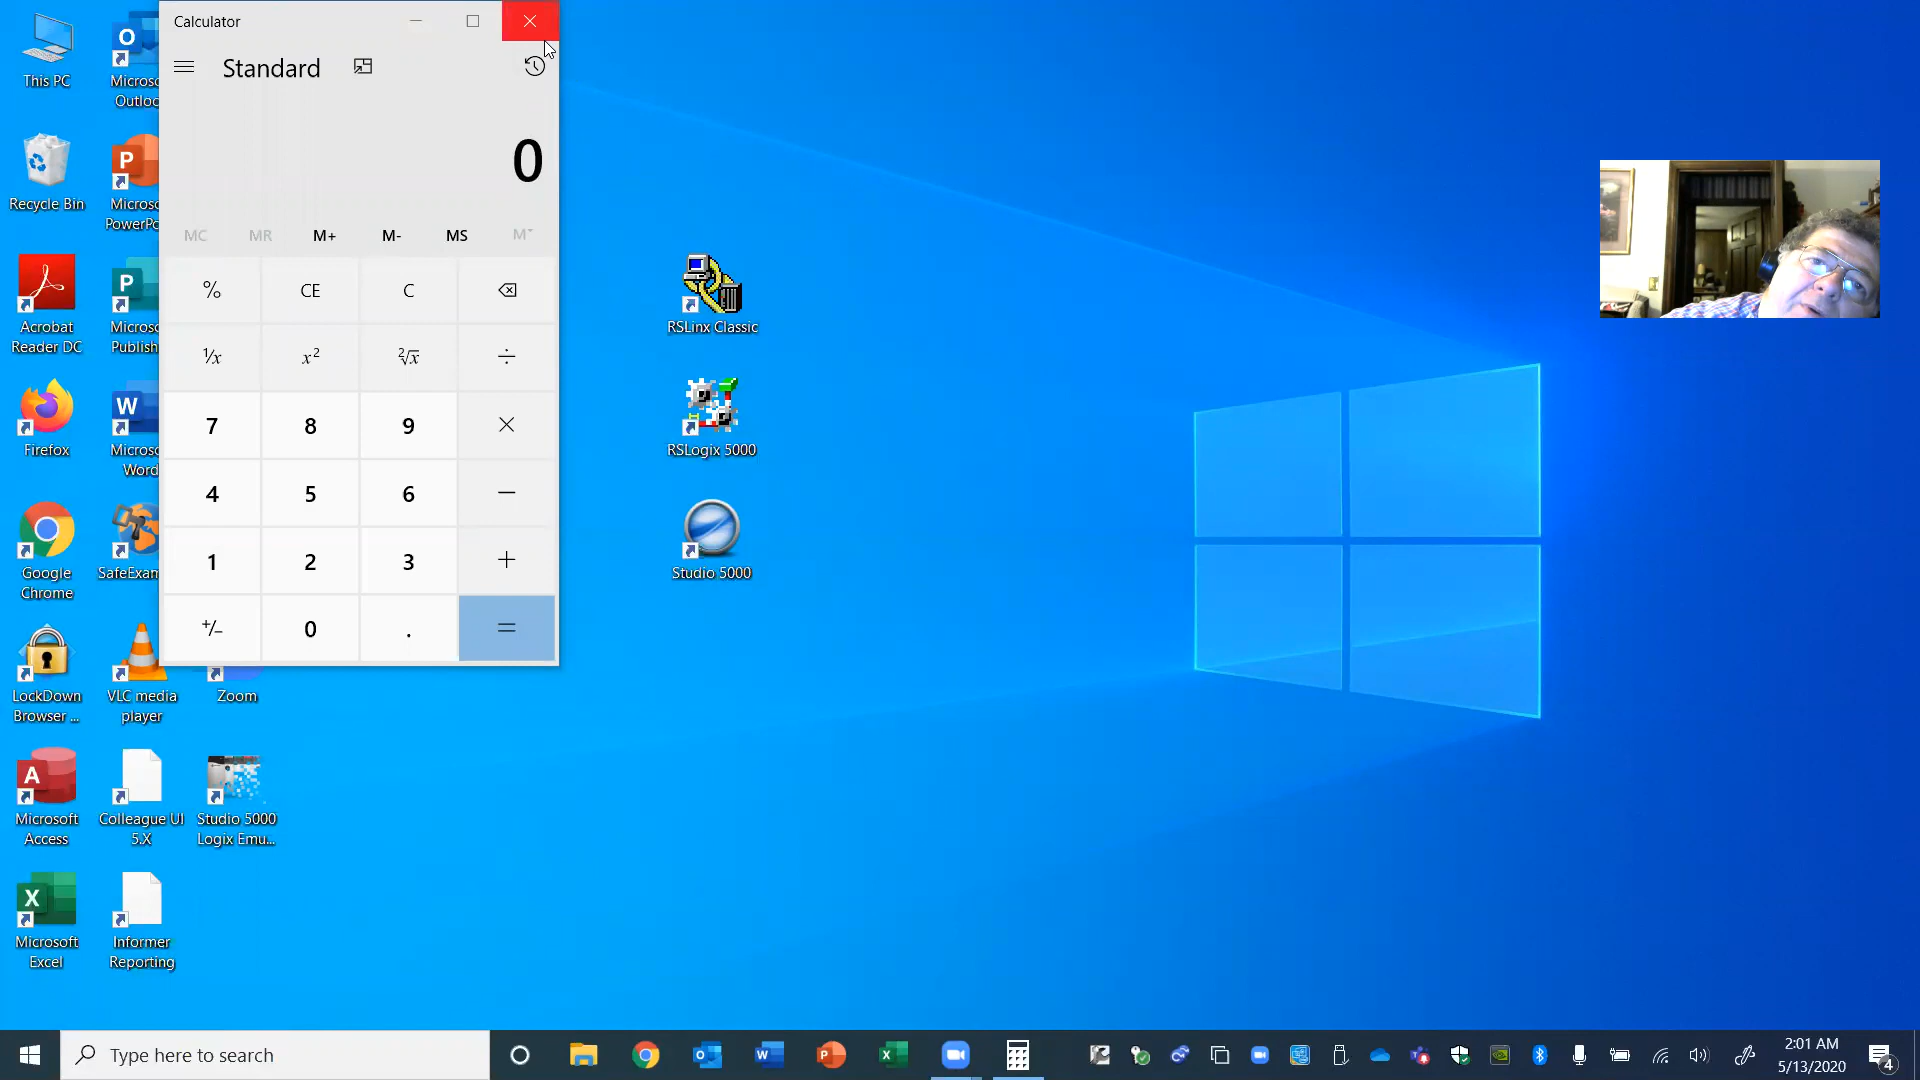 Calculator
Standard
0
MC MR M+ M- MS M˅
% CE C
⅟x x² ²√x ÷
7 8 9 ×
4 5 6 −
1 2 3 +
+/− 0 . =
This PC
Recycle Bin
Acrobat
Reader DC
Firefox
Google
Chrome
LockDown
Browser ...
Microsoft
Access
Microsoft
Excel
Micros
Outloo
Micros
PowerPo
Micros
Publish
Micros
Word
SafeExam
VLC media
player
Colleague UI
5.X
Informer
Reporting
Zoom
Studio 5000
Logix Emu...
RSLinx Classic
RSLogix 5000
Studio 5000
Type here to search
2:01 AM
5/13/2020
4